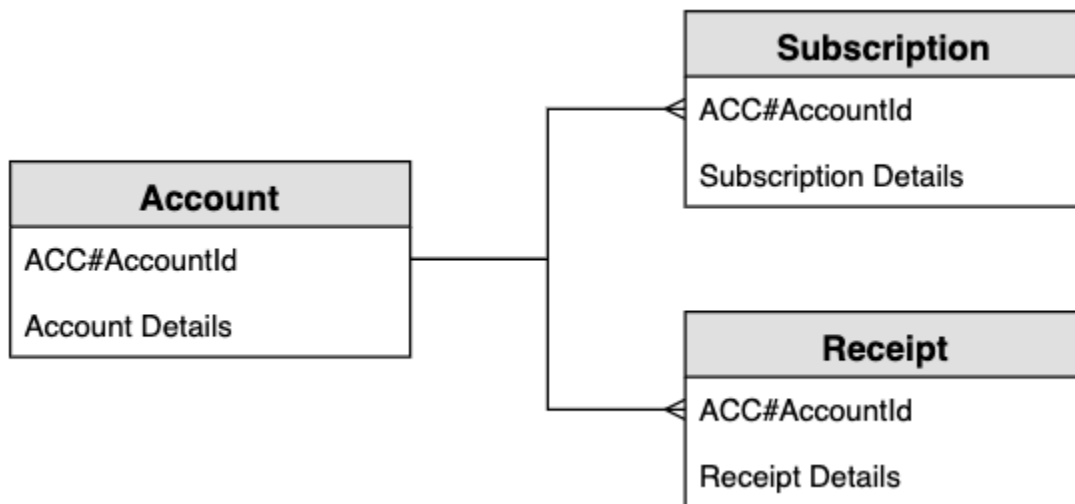 Account
ACC#AccountId
Account Details
Subscription
ACC#AccountId
Subscription Details
Receipt
ACC#AccountId
Receipt Details